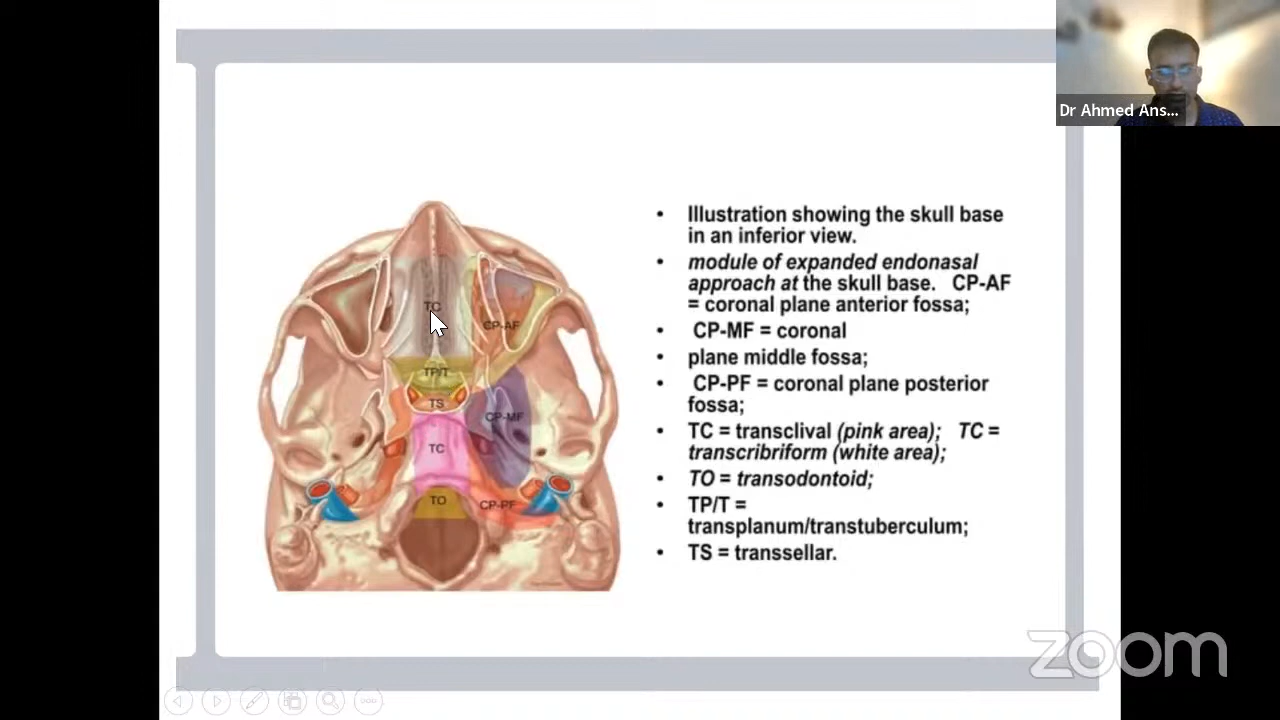 Dr Ahmed Ans...
Illustration showing the skull base
in an inferior view.
module of expanded endonasal
approach at the skull base. CP-AF
= coronal plane anterior fossa;
CP-MF = coronal
plane middle fossa;
CP-PF = coronal plane posterior
fossa;
TC = transclival (pink area); TC =
transcribriform (white area);
TO = transodontoid;
TP/T =
transplanum/transtuberculum;
TS = transsellar.
TC
CP-AF
TP/T
TS
CP-MF
TC
TO
CP-PF
zoom